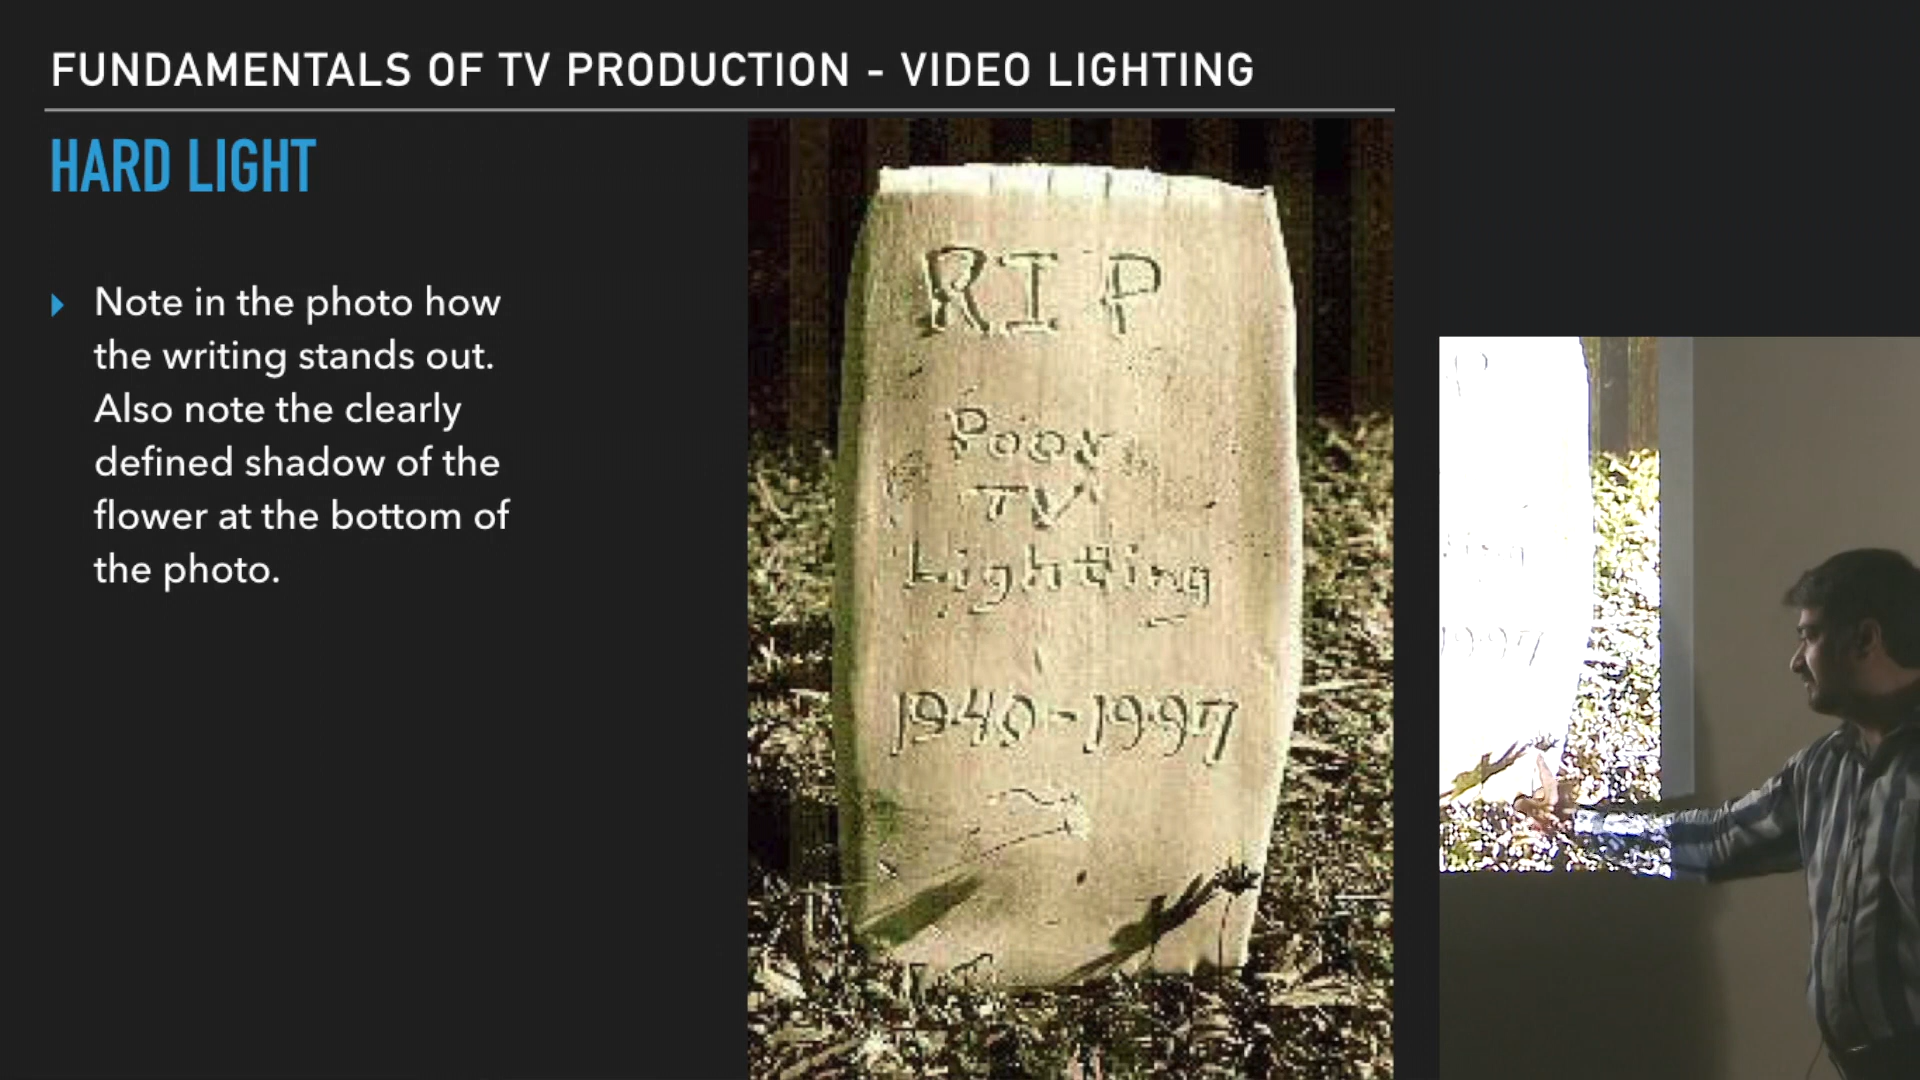 FUNDAMENTALS OF TV PRODUCTION - VIDEO LIGHTING
HARD LIGHT
Note in the photo how
the writing stands out.
Also note the clearly
defined shadow of the
flower at the bottom of
the photo.
RIP
Poor
TV
Lighting
1940-1997
P
ting
1997